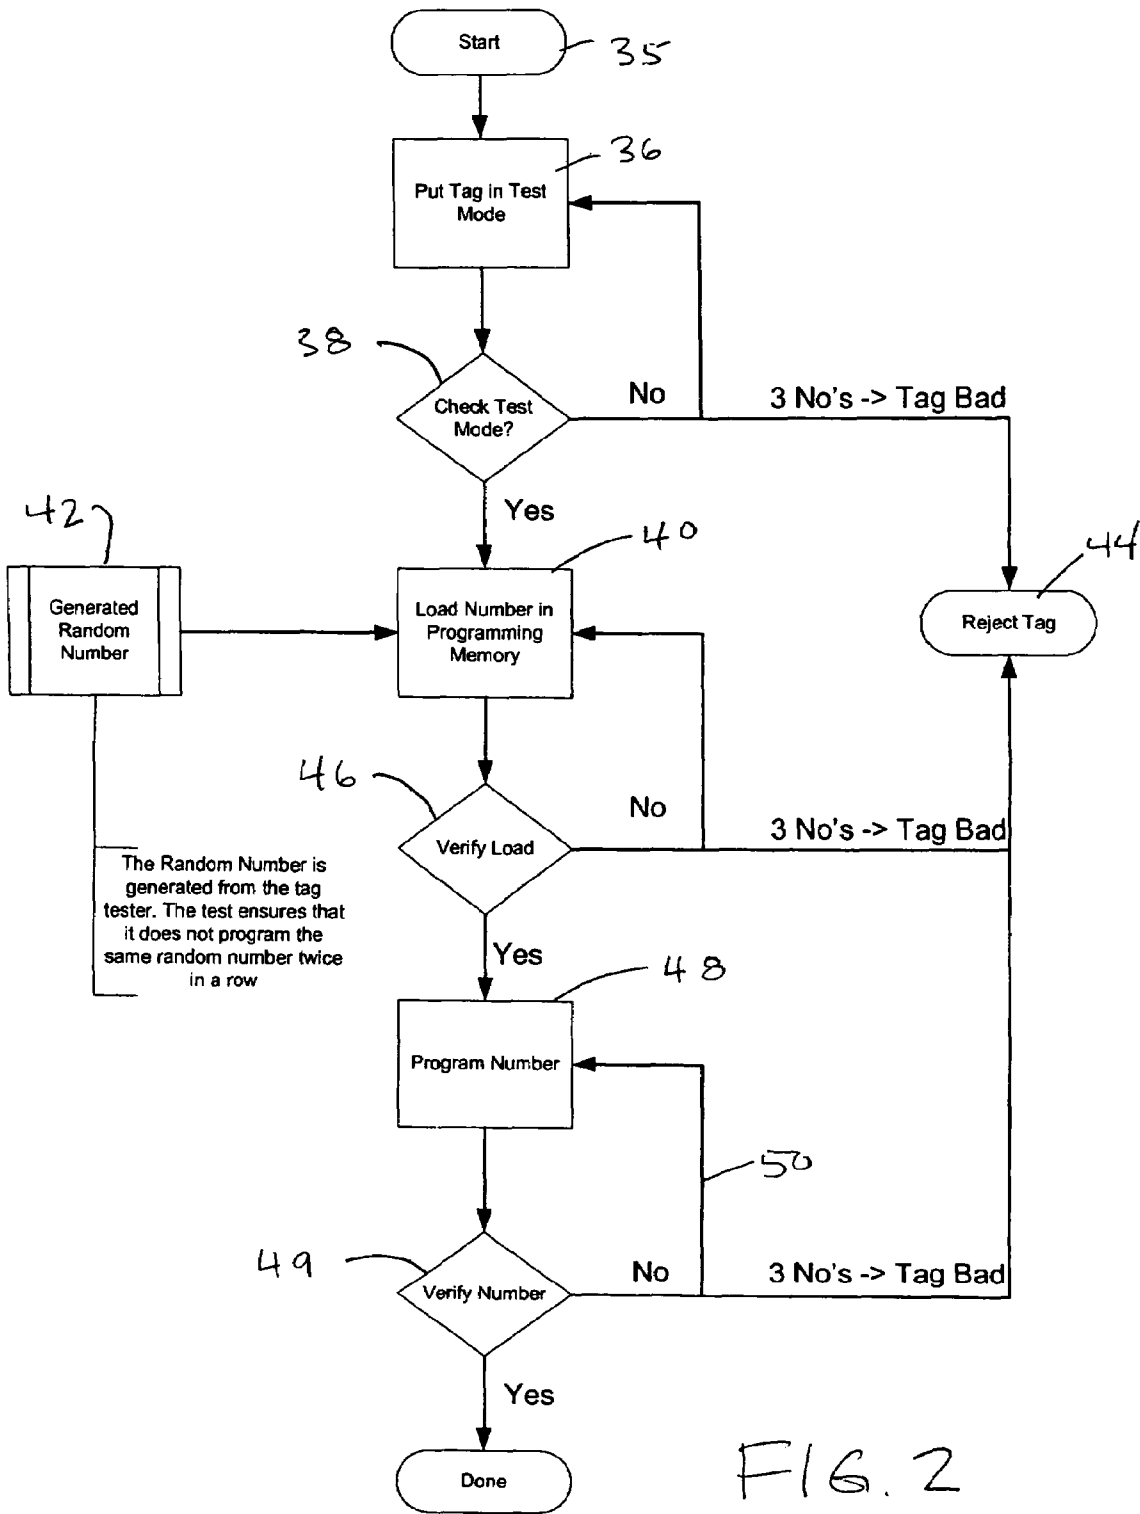 Start
35
Put Tag in Test
Mode
36
38
Check Test
Mode?
No
3 No's -> Tag Bad
Yes
42
Generated
Random
Number
40
Load Number in
Programming
Memory
44
Reject Tag
46
Verify Load
No
3 No's -> Tag Bad
The Random Number is
generated from the tag
tester. The test ensures that
it does not program the
same random number twice
in a row
Yes
48
Program Number
50
49
Verify Number
No
3 No's -> Tag Bad
Yes
Done
FIG. 2